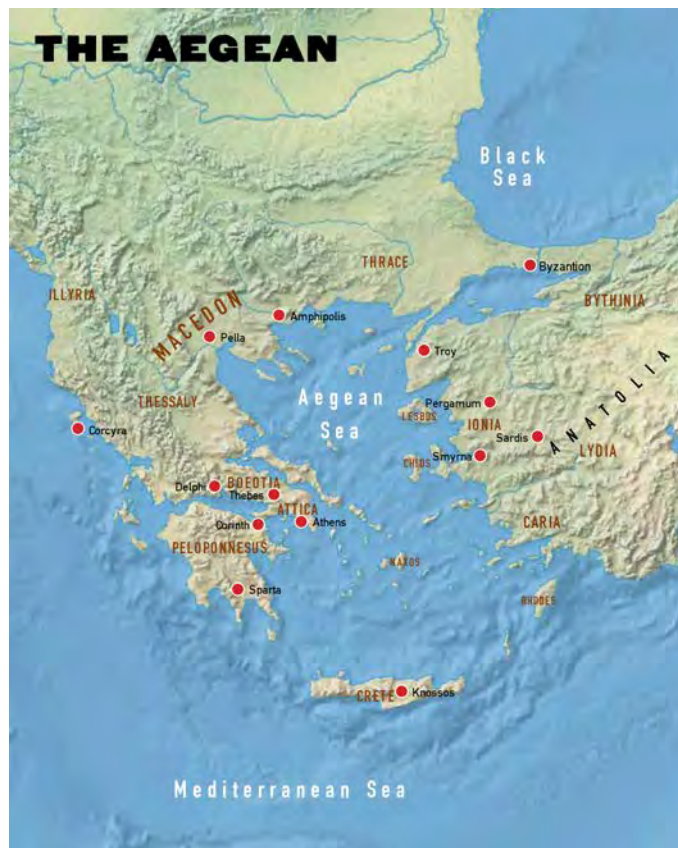 THE AEGEAN
Black
Sea
THRACE
Byzantion
ILLYRIA
MACEDON
BYTHINIA
Amphipolis
Pella
Troy
ANATOLIA
Aegean
Sea
THESSALY
Pergamum
LESBOS
IONIA
Corcyra
Sardis
LYDIA
Smyrna
CHIOS
Delphi
BOEOTIA
Thebes
ATTICA
Corinth
Athens
CARIA
PELOPONNESUS
NAXOS
Sparta
RHODES
CRETE
Knossos
Mediterranean Sea